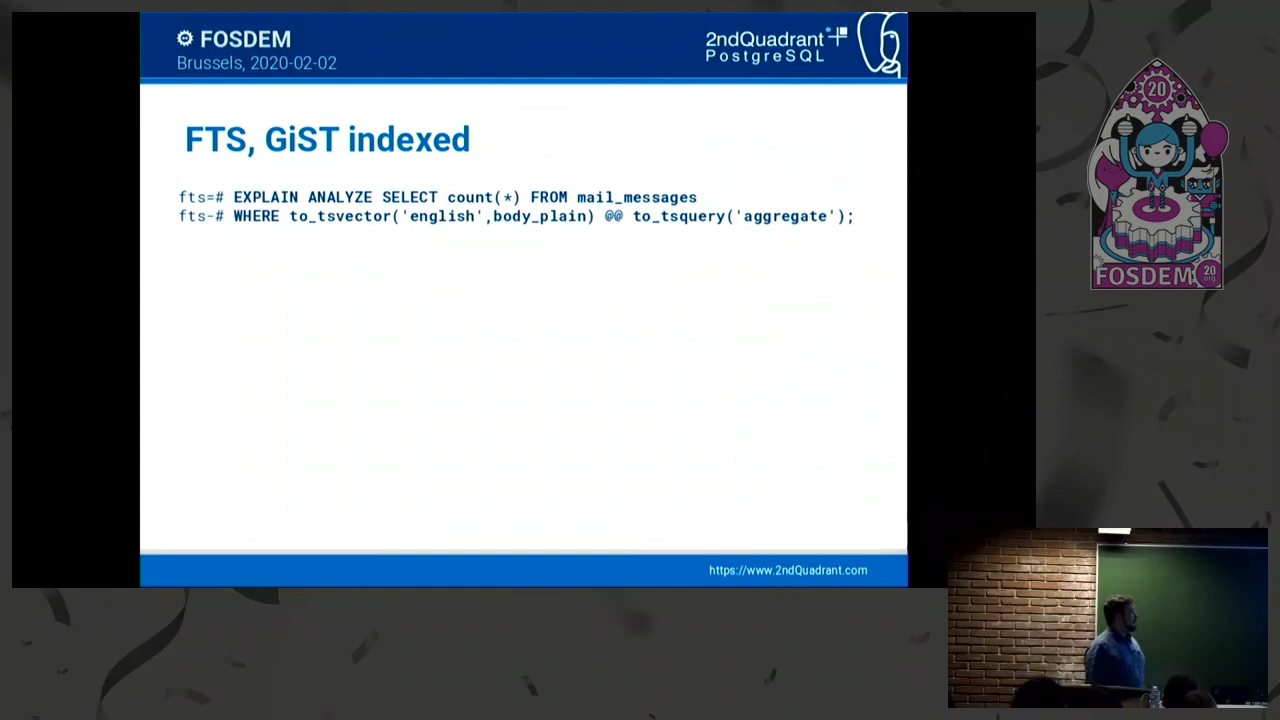 FOSDEM
Brussels, 2020-02-02
2ndQuadrant
PostgreSQL
FTS, GiST indexed
fts=# EXPLAIN ANALYZE SELECT count(*) FROM mail_messages
fts-# WHERE to_tsvector('english',body_plain) @@ to_tsquery('aggregate');
https://www.2ndQuadrant.com
20
FOSDEM
20
.org